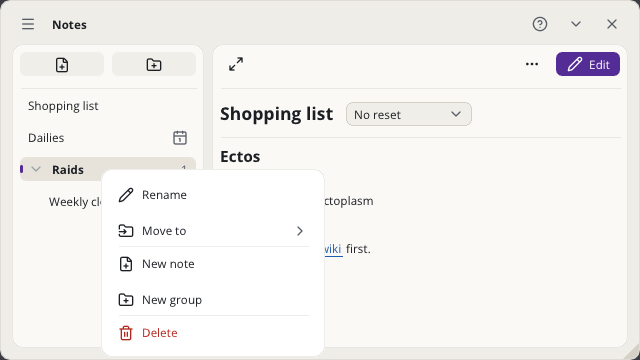 Notes
Edit
Shopping list
Dailies
Raids
1
Weekly
Shopping list
No reset
Ectos
ctoplasm
wiki first.
Rename
Move to
New note
New group
Delete